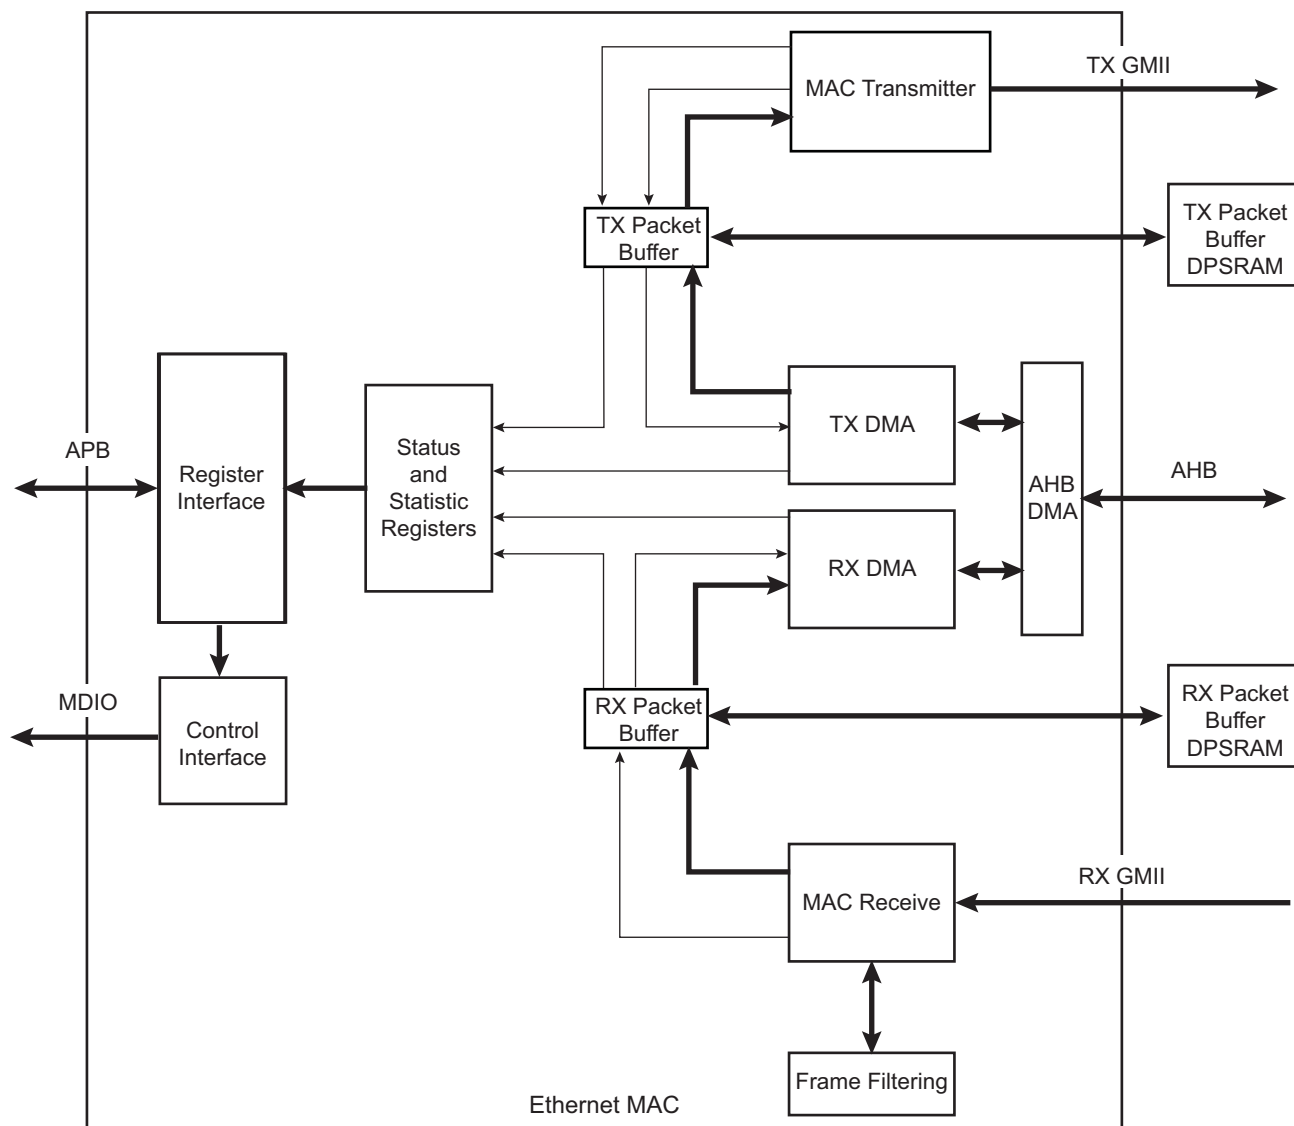 TX GMII
MAC Transmitter
TX Packet
Buffer
DPSRAM
TX Packet
Buffer
APB
Register
Interface
Status
and
Statistic
Registers
TX DMA
AHB
DMA
AHB
RX DMA
MDIO
Control
Interface
RX Packet
Buffer
RX Packet
Buffer
DPSRAM
RX GMII
MAC Receive
Frame Filtering
Ethernet MAC